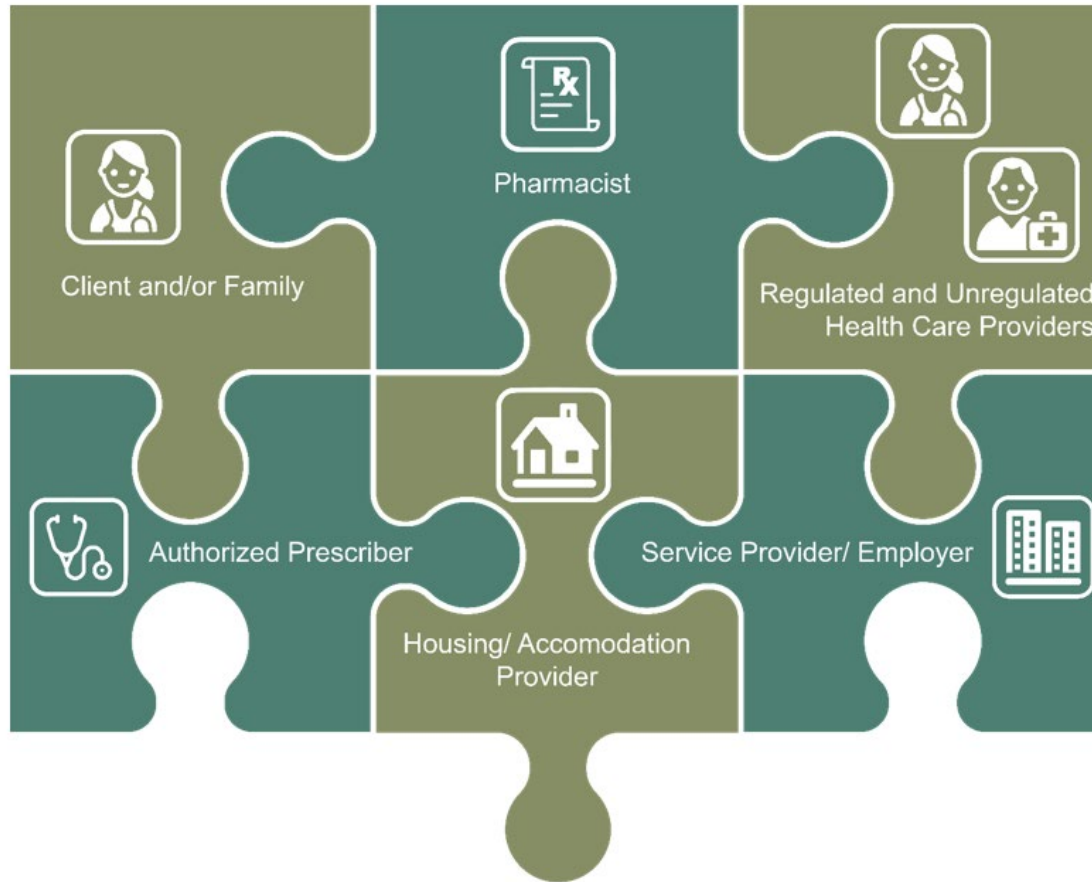 RX
Pharmacist
Client and/or Family
Regulated and Unregulated
Health Care Providers
Authorized Prescriber
Service Provider/ Employer
Housing/ Accomodation
Provider